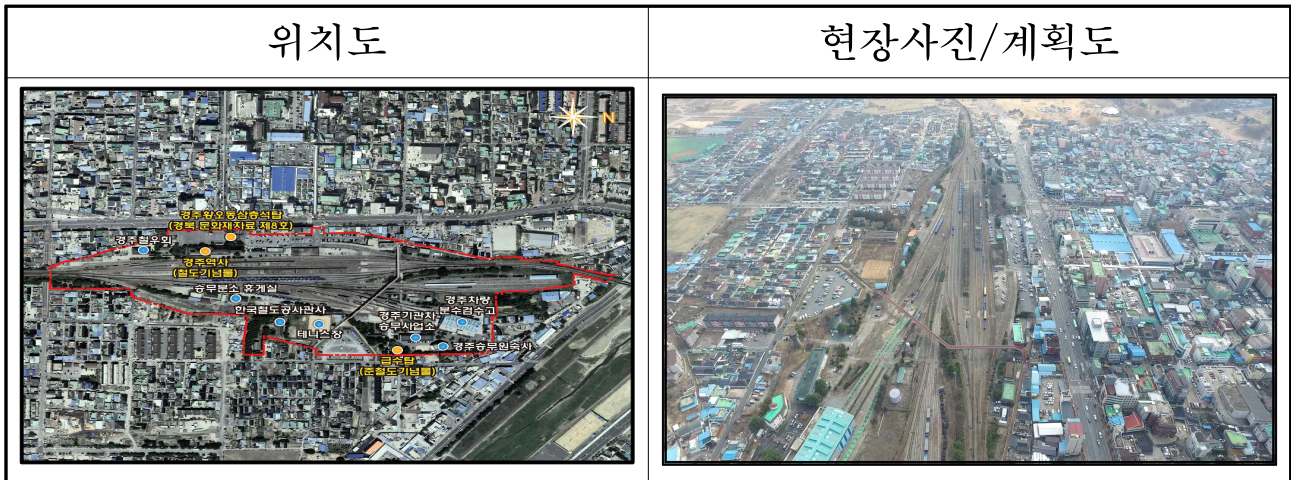 위치도
현장사진/계획도
N
경주황오동삼층석탑
(경북 문화재자료 제8호)
경주철우회
경주역사
(철도기념물)
승무분소 휴게실
한국철도공사관사
테니스장
경주차량
분수검수고
경주기관차
승무사업소
경주승무원숙사
급수탑
(준철도기념물)